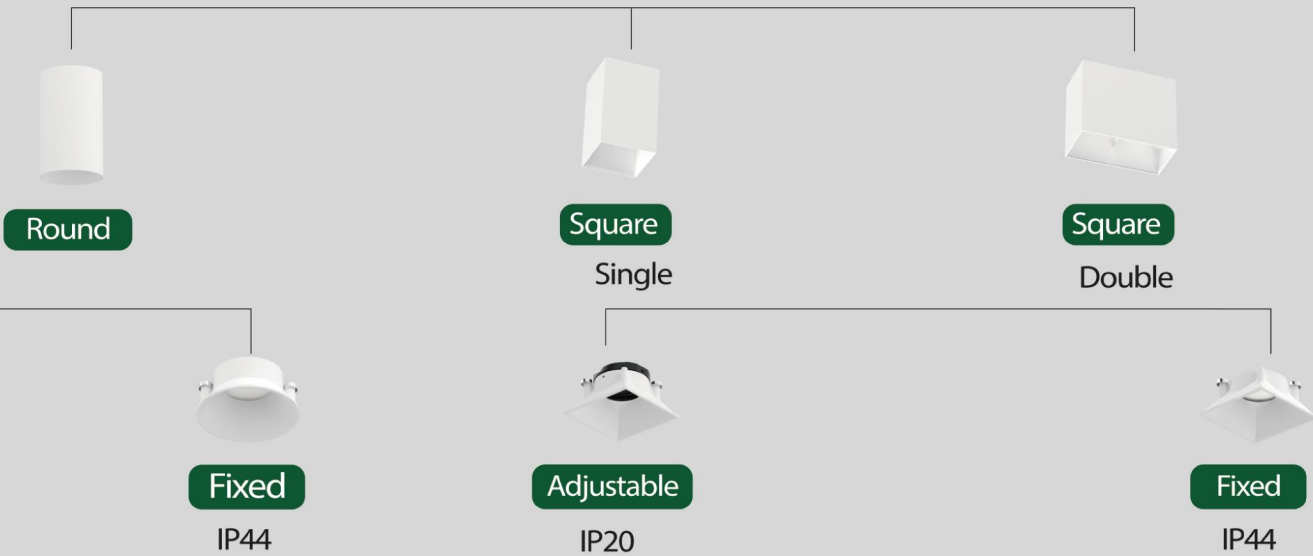 Round
Square
Square
Single
Double
Fixed
Adjustable
Fixed
IP44
IP20
IP44